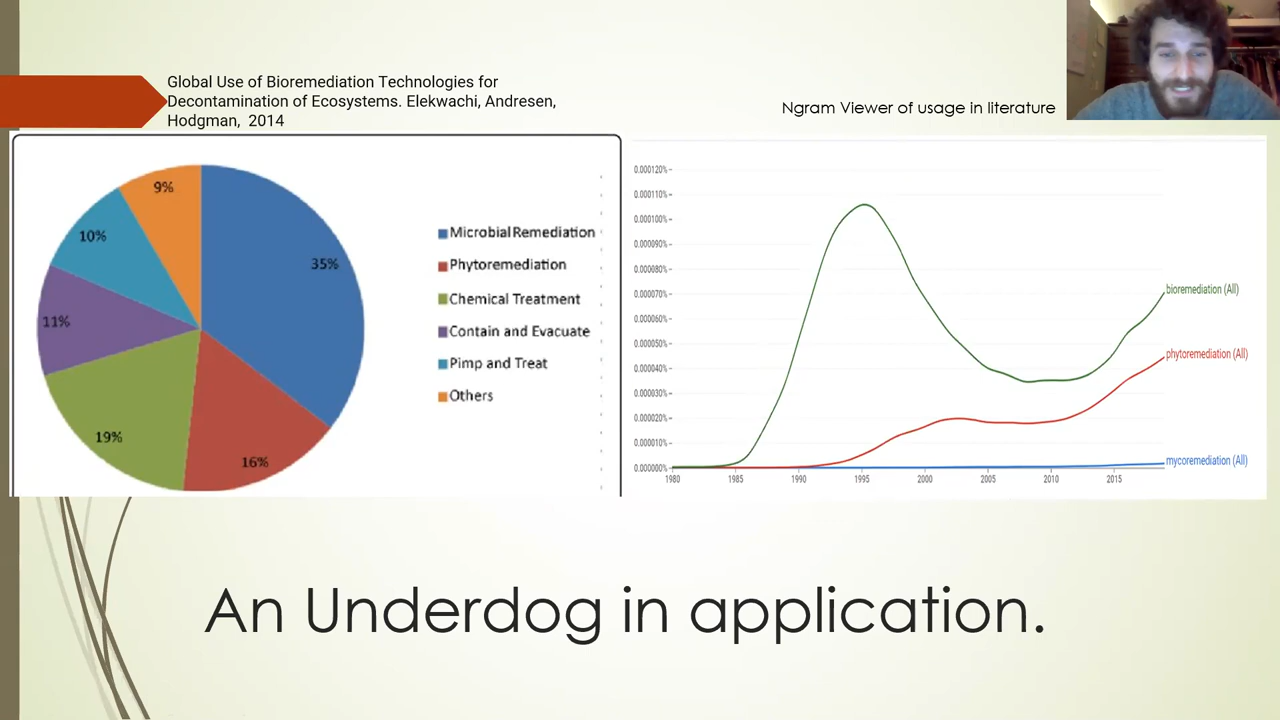 Global Use of Bioremediation Technologies for
Decontamination of Ecosystems. Elekwachi, Andresen,
Hodgman, 2014
Ngram Viewer of usage in literature
9%
10%
35%
11%
19%
16%
Microbial Remediation
Phytoremediation
Chemical Treatment
Contain and Evacuate
Pimp and Treat
Others
0.000120%
0.000110%
0.000100%
0.000090%
0.000080%
0.000070%
0.000060%
0.000050%
0.000040%
0.000030%
0.000020%
0.000010%
0.000000%
bioremediation (All)
phytoremediation (All)
mycoremediation (All)
1980 1985 1990 1995 2000 2005 2010 2015
An Underdog in application.